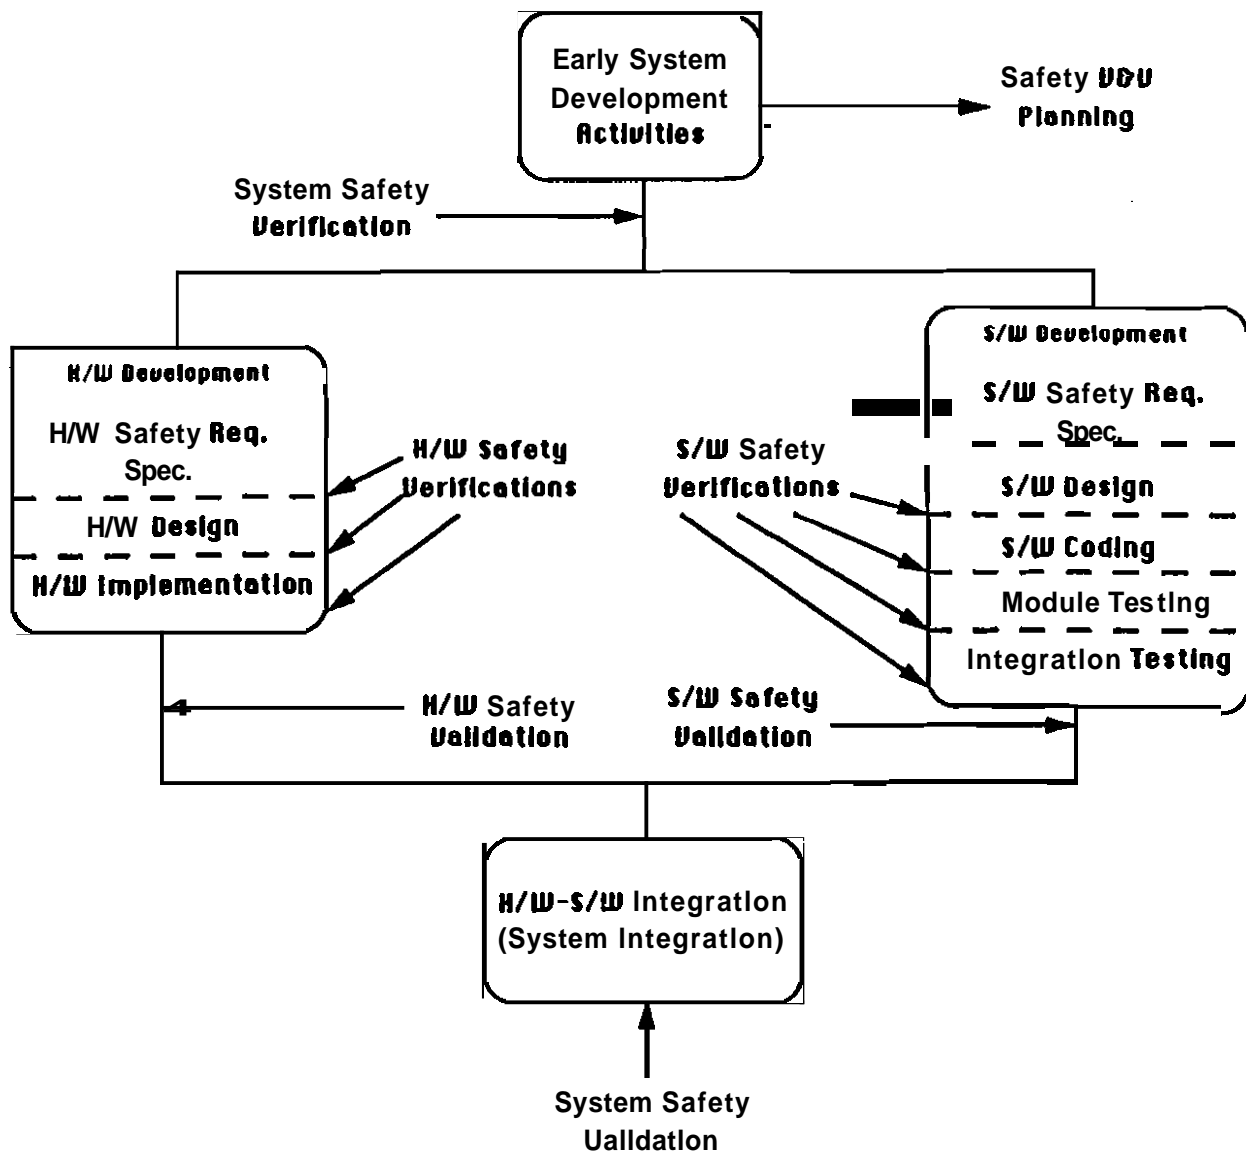 Early System
Development
Activities
Safety V&V
Planning
System Safety
Verification
H/W Development
H/W Safety Req.
Spec.
H/W Design
H/W Implementation
H/W Safety
Verifications
S/W Safety
Verifications
S/W Development
S/W Safety Req.
Spec.
S/W Design
S/W Coding
Module Testing
Integration Testing
H/W Safety
Validation
S/W Safety
Validation
H/W-S/W Integration
(System Integration)
System Safety
Validation